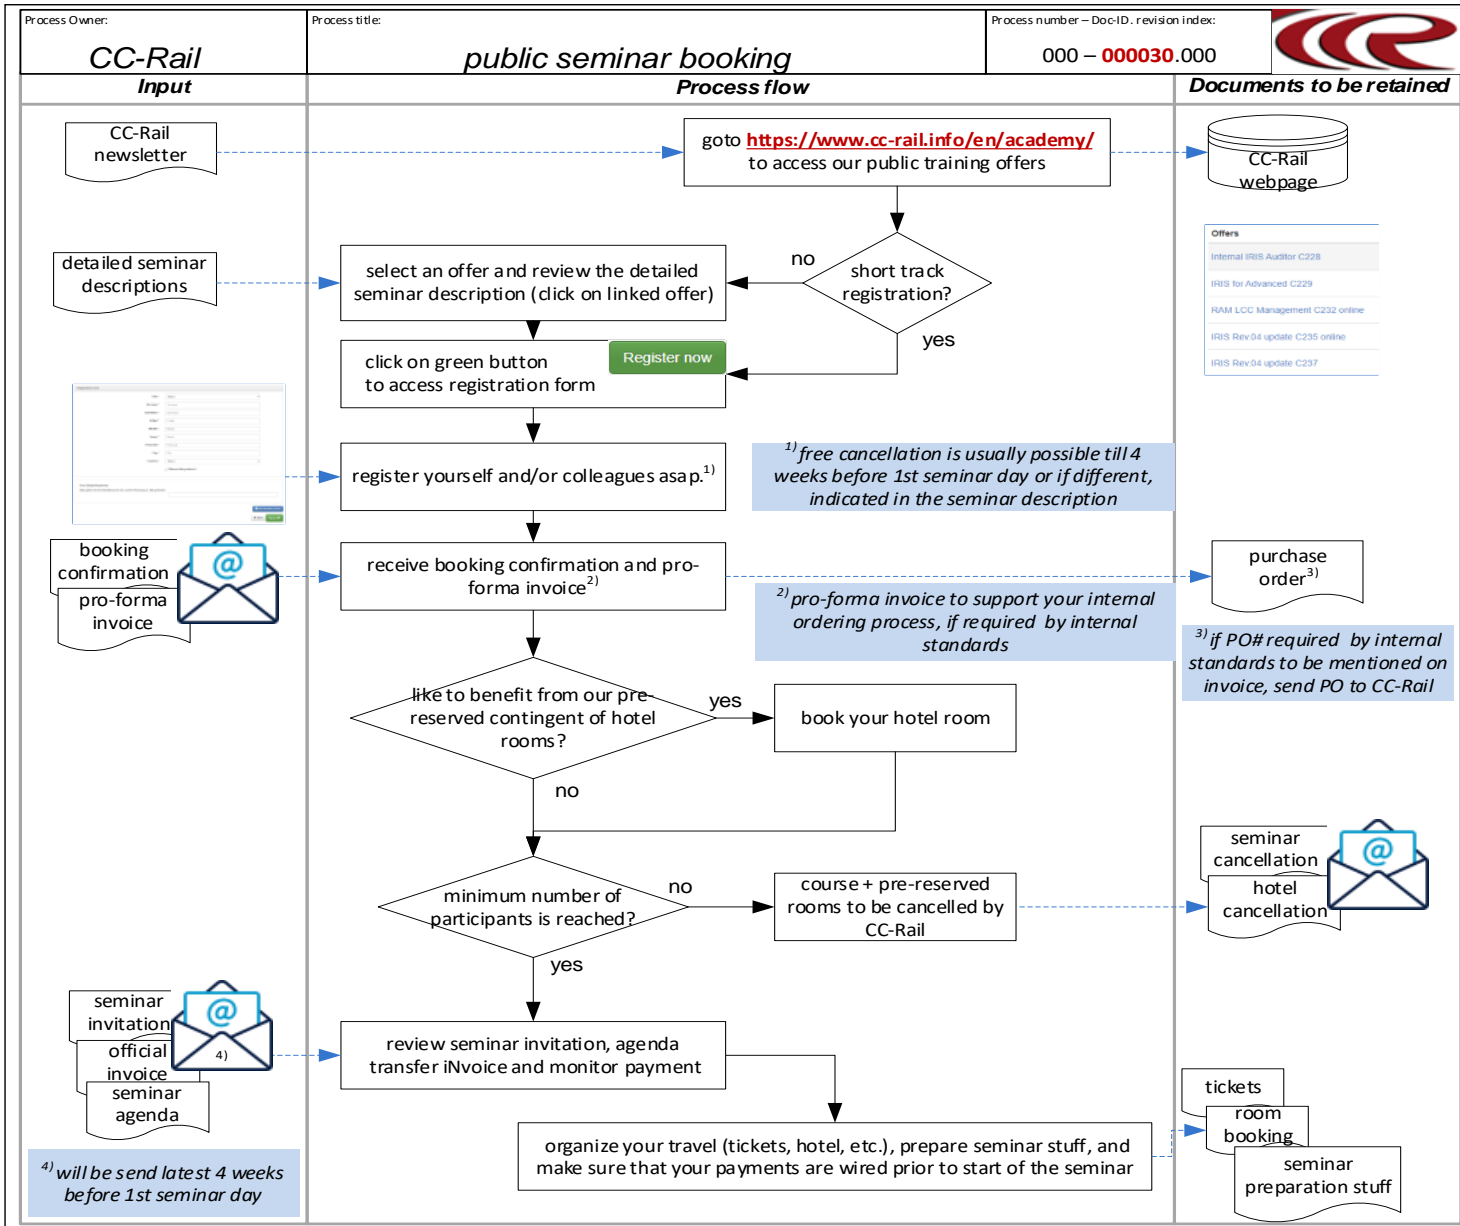 Process Owner:
CC-Rail
Process title:
public seminar booking
Process number – Doc-ID. revision index:
000 – 000030.000
Input
Process flow
Documents to be retained
CC-Rail
newsletter
goto https://www.cc-rail.info/en/academy/
to access our public training offers
CC-Rail
webpage
detailed seminar
descriptions
select an offer and review the detailed
seminar description (click on linked offer)
no
short track
registration?
yes
Offers
Internal IRIS Auditor C228
IRIS for Advanced C229
RAM LCC Management C232 online
IRIS Rev.04 update C235 online
IRIS Rev.04 update C237
click on green button
to access registration form
Register now
register yourself and/or colleagues asap.1)
1) free cancellation is usually possible till 4
weeks before 1st seminar day or if different,
indicated in the seminar description
booking
confirmation
pro-forma
invoice
@
receive booking confirmation and pro-
forma invoice2)
purchase
order3)
2) pro-forma invoice to support your internal
ordering process, if required by internal
standards
3) if PO# required by internal
standards to be mentioned on
invoice, send PO to CC-Rail
like to benefit from our pre-
reserved contingent of hotel
rooms?
yes
book your hotel room
no
minimum number of
participants is reached?
no
course + pre-reserved
rooms to be cancelled by
CC-Rail
seminar
cancellation
hotel
cancellation
@
yes
seminar
invitation
official
invoice
seminar
agenda
@
4)
review seminar invitation, agenda
transfer iNvoice and monitor payment
organize your travel (tickets, hotel, etc.), prepare seminar stuff, and
make sure that your payments are wired prior to start of the seminar
tickets
room
booking
seminar
preparation stuff
4) will be send latest 4 weeks
before 1st seminar day